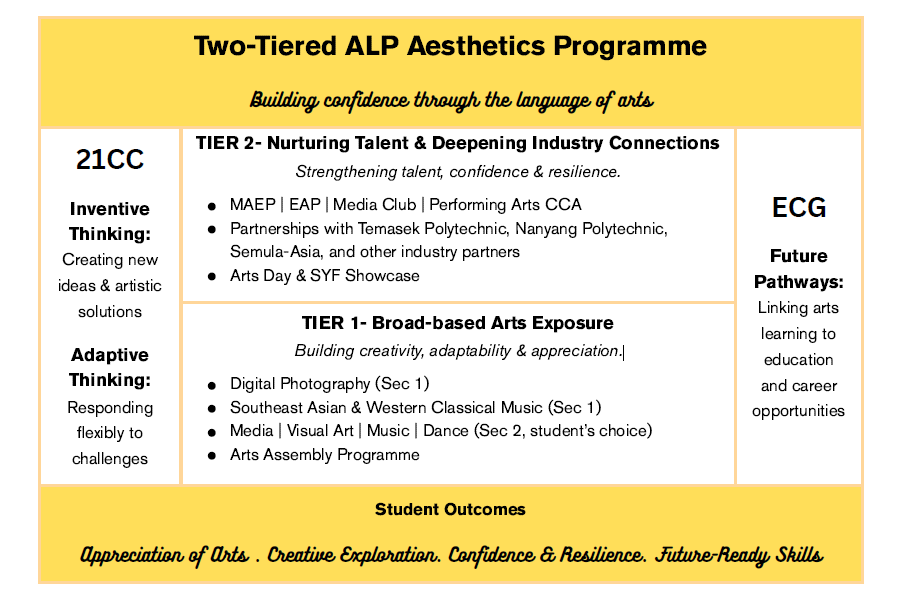 Two-Tiered ALP Aesthetics Programme
Building confidence through the language of arts
21CC
Inventive
Thinking:
Creating new
ideas & artistic
solutions
Adaptive
Thinking:
Responding
flexibly to
challenges
TIER 2- Nurturing Talent & Deepening Industry Connections
Strengthening talent, confidence & resilience.
● MAEP | EAP | Media Club | Performing Arts CCA
● Partnerships with Temasek Polytechnic, Nanyang Polytechnic,
Semula-Asia, and other industry partners
● Arts Day & SYF Showcase
TIER 1- Broad-based Arts Exposure
Building creativity, adaptability & appreciation.
● Digital Photography (Sec 1)
● Southeast Asian & Western Classical Music (Sec 1)
● Media | Visual Art | Music | Dance (Sec 2, student’s choice)
● Arts Assembly Programme
ECG
Future
Pathways:
Linking arts
learning to
education
and career
opportunities
Student Outcomes
Appreciation of Arts . Creative Exploration. Confidence & Resilience. Future-Ready Skills